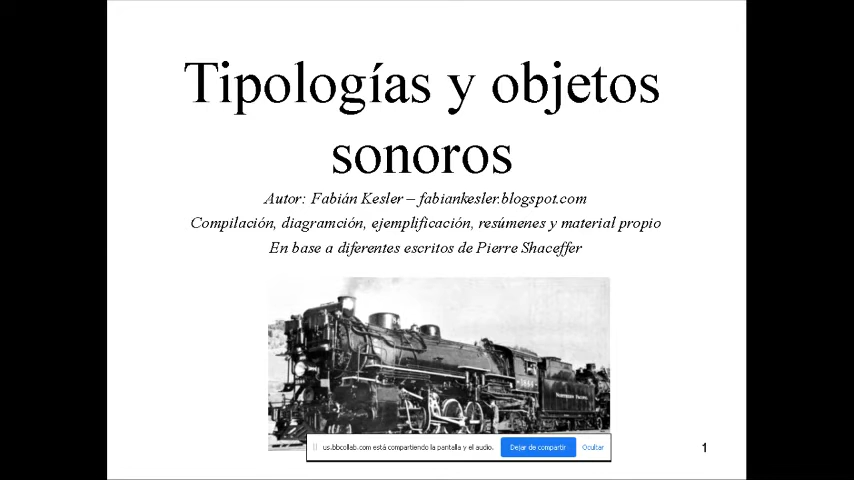 Tipologías y objetos
sonoros
Autor: Fabián Kesler – fabiankesler.blogspot.com
Compilación, diagramción, ejemplificación, resúmenes y material propio
En base a diferentes escritos de Pierre Shaceffer
us.bbcollab.com está compartiendo la pantalla y el audio.
Dejar de compartir
Ocultar
1